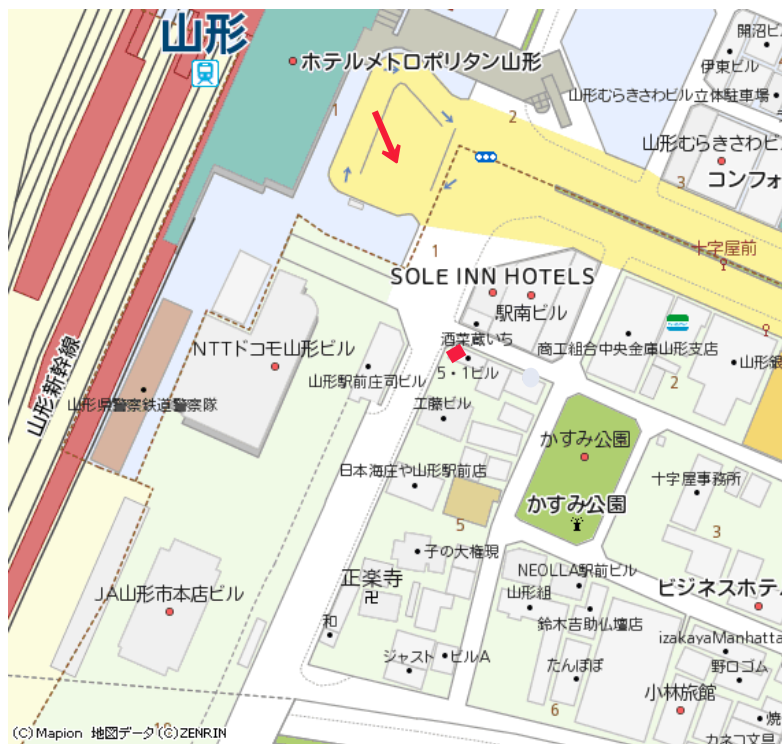 山形
ホテルメトロポリタン山形
開沼ビ
伊東ビル
山形むらきさわビル立体駐車場
山形むらきさわビ
コンフォ
1
2
3
十字屋前
1
SOLE INN HOTELS
駅南ビル
酒菜蔵いち
5・1ビル
商工組合中央金庫山形支店
山形銀
2
NTTドコモ山形ビル
山形駅前庄司ビル
山形新幹線
山形県警察鉄道警察隊
工藤ビル
かすみ公園
かすみ公園
日本海庄や山形駅前店
十字屋事務所
5
3
子の大権現
正楽寺
卍
NEOLLA駅前ビル
山形組
ビジネスホテ
JA山形市本店ビル
鈴木吉助仏壇店
和
izakayaManhatta
ジャスト・ビルA
たんぽぽ
野口ゴム
小林旅館
6
焼
カネコ文具
(C)Mapion 地図データ(C)ZENRIN